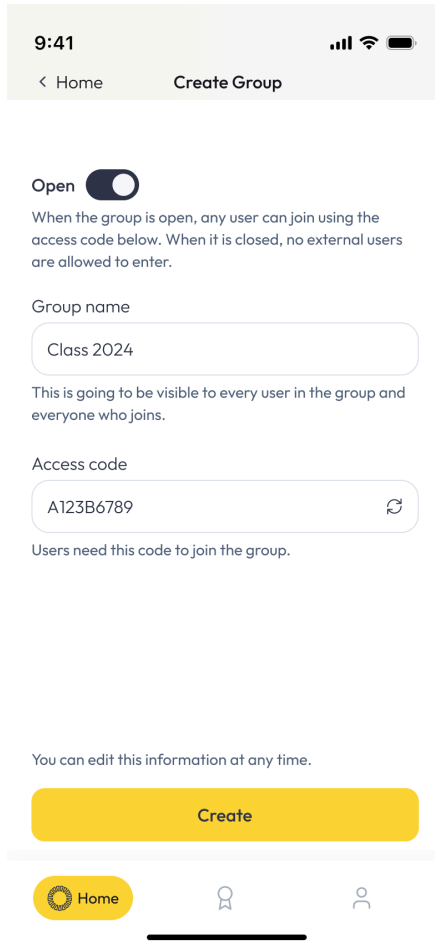 9:41
Home
Create Group
Open
When the group is open, any user can join using the
access code below. When it is closed, no external users
are allowed to enter.
Group name
Class 2024
This is going to be visible to every user in the group and
everyone who joins.
Access code
A123B6789
Users need this code to join the group.
You can edit this information at any time.
Create
Home